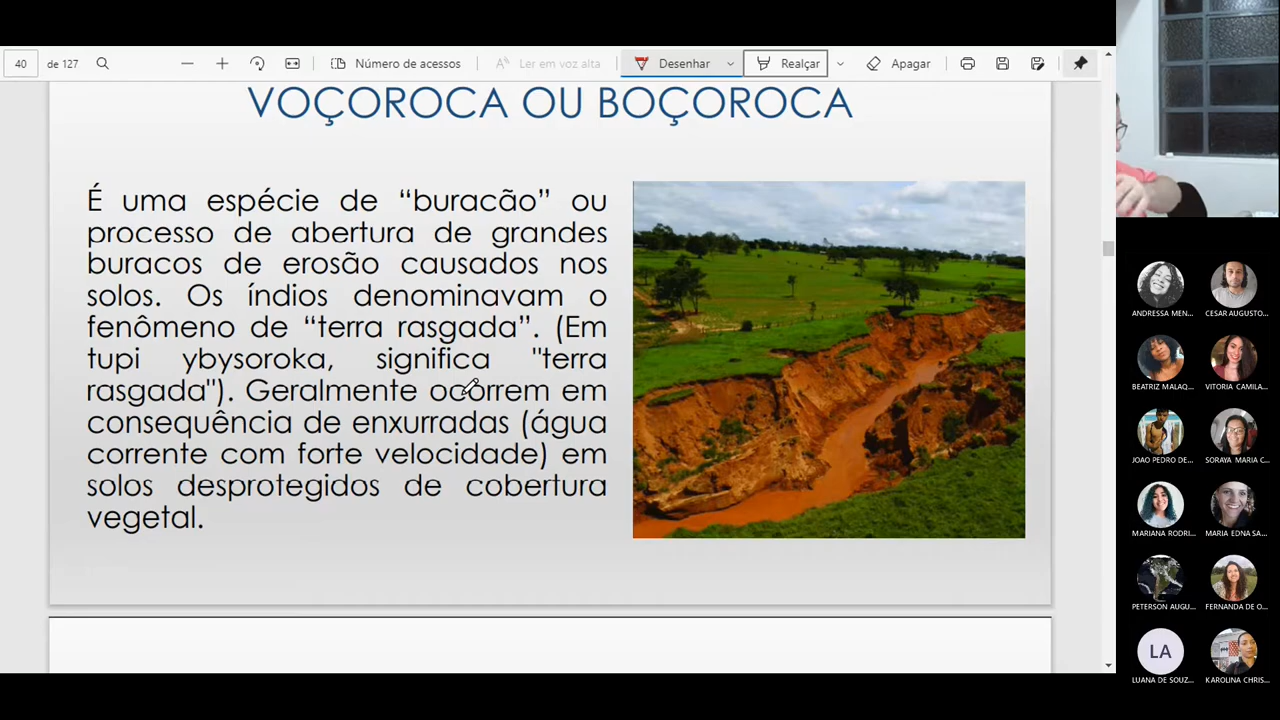 40 de 127 Número de acessos Ler em voz alta Desenhar Realçar Apagar
VOÇOROCA OU BOÇOROCA
É uma espécie de “buracão” ou
processo de abertura de grandes
buracos de erosão causados nos
solos. Os índios denominavam o
fenômeno de “terra rasgada”. (Em
tupi ybysoroka, significa "terra
rasgada"). Geralmente ocorrem em
consequência de enxurradas (água
corrente com forte velocidade) em
solos desprotegidos de cobertura
vegetal.
ANDRESSA MEN... CESAR AUGUSTO...
BEATRIZ MALAQ... VITORIA CAMILA...
JOAO PEDRO DE... SORAYA MARIA C...
MARIANA RODRI... MARIA EDNA SA...
PETERSON AUGU... FERNANDA DE O...
LA
LUANA DE SOUZ... KAROLINA CHRIS...